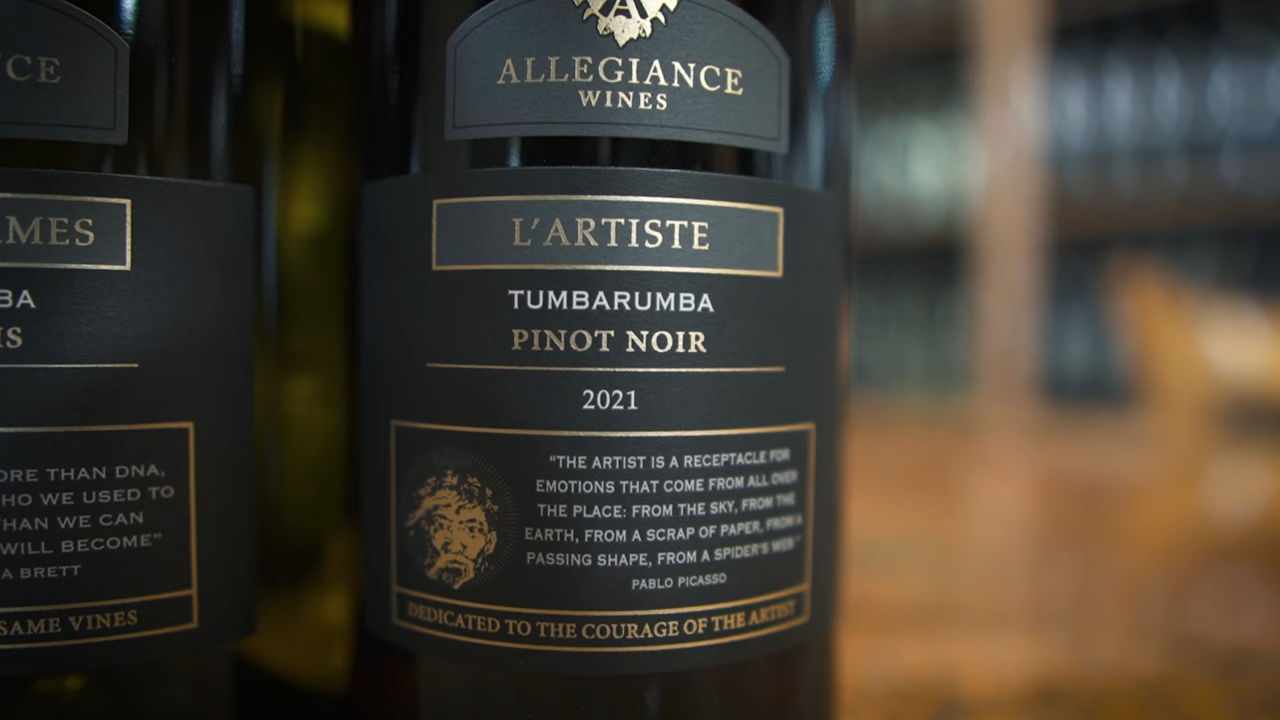 CE
AMES
BA
IS
ORE THAN DNA,
HO WE USED TO
HAN WE CAN
WILL BECOME"
A BRETT
SAME VINES
ALLEGIANCE
WINES
L'ARTISTE
TUMBARUMBA
PINOT NOIR
2021
"THE ARTIST IS A RECEPTACLE FOR
EMOTIONS THAT COME FROM ALL OVER
THE PLACE: FROM THE SKY, FROM THE
EARTH, FROM A SCRAP OF PAPER, FROM A
PASSING SHAPE, FROM A SPIDER'S WEB."
PABLO PICASSO
DEDICATED TO THE COURAGE OF THE ARTIST